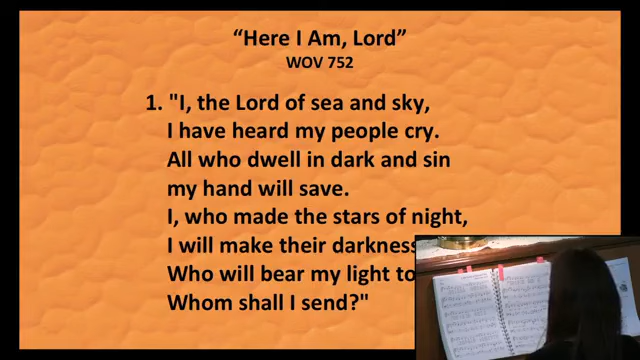 “Here I Am, Lord”
WOV 752
1. "I, the Lord of sea and sky,
I have heard my people cry.
All who dwell in dark and sin
my hand will save.
I, who made the stars of night,
I will make their darkness
Who will bear my light to
Whom shall I send?"